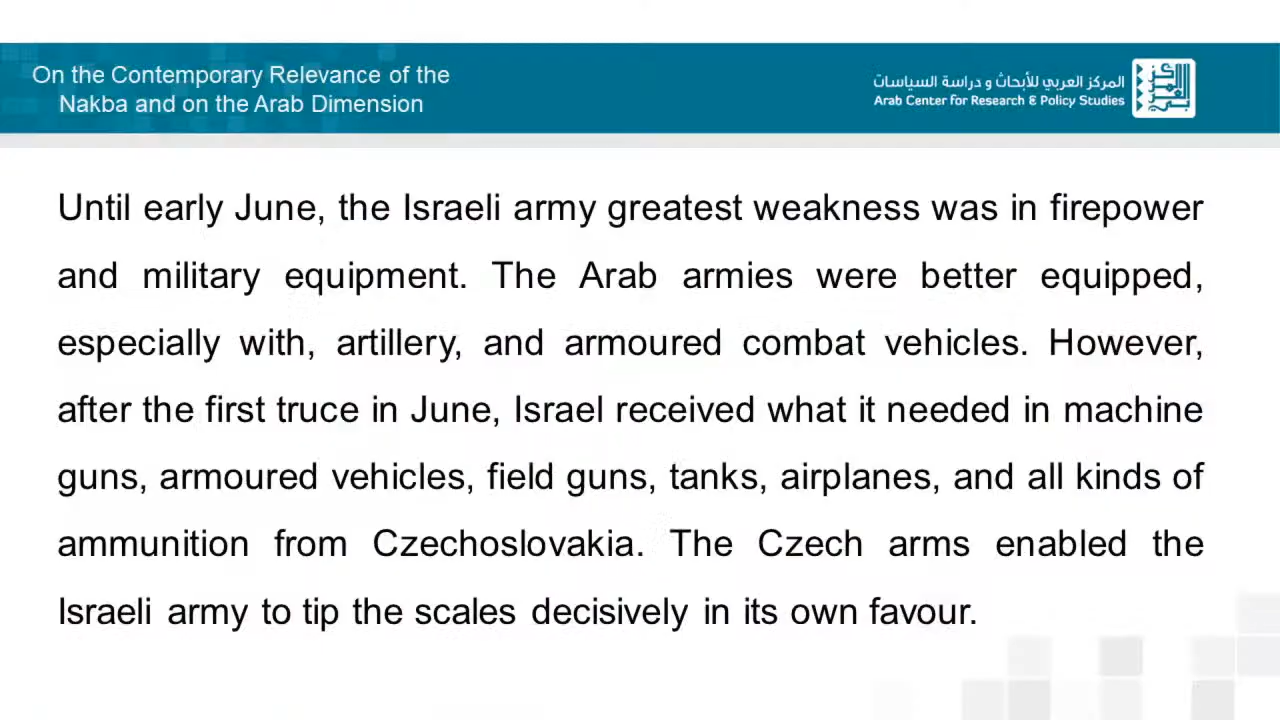 On the Contemporary Relevance of the
Nakba and on the Arab Dimension
المركز العربي للأبحاث و دراسة السياسات
Arab Center for Research & Policy Studies
Until early June, the Israeli army greatest weakness was in firepower
and military equipment. The Arab armies were better equipped,
especially with, artillery, and armoured combat vehicles. However,
after the first truce in June, Israel received what it needed in machine
guns, armoured vehicles, field guns, tanks, airplanes, and all kinds of
ammunition from Czechoslovakia. The Czech arms enabled the
Israeli army to tip the scales decisively in its own favour.